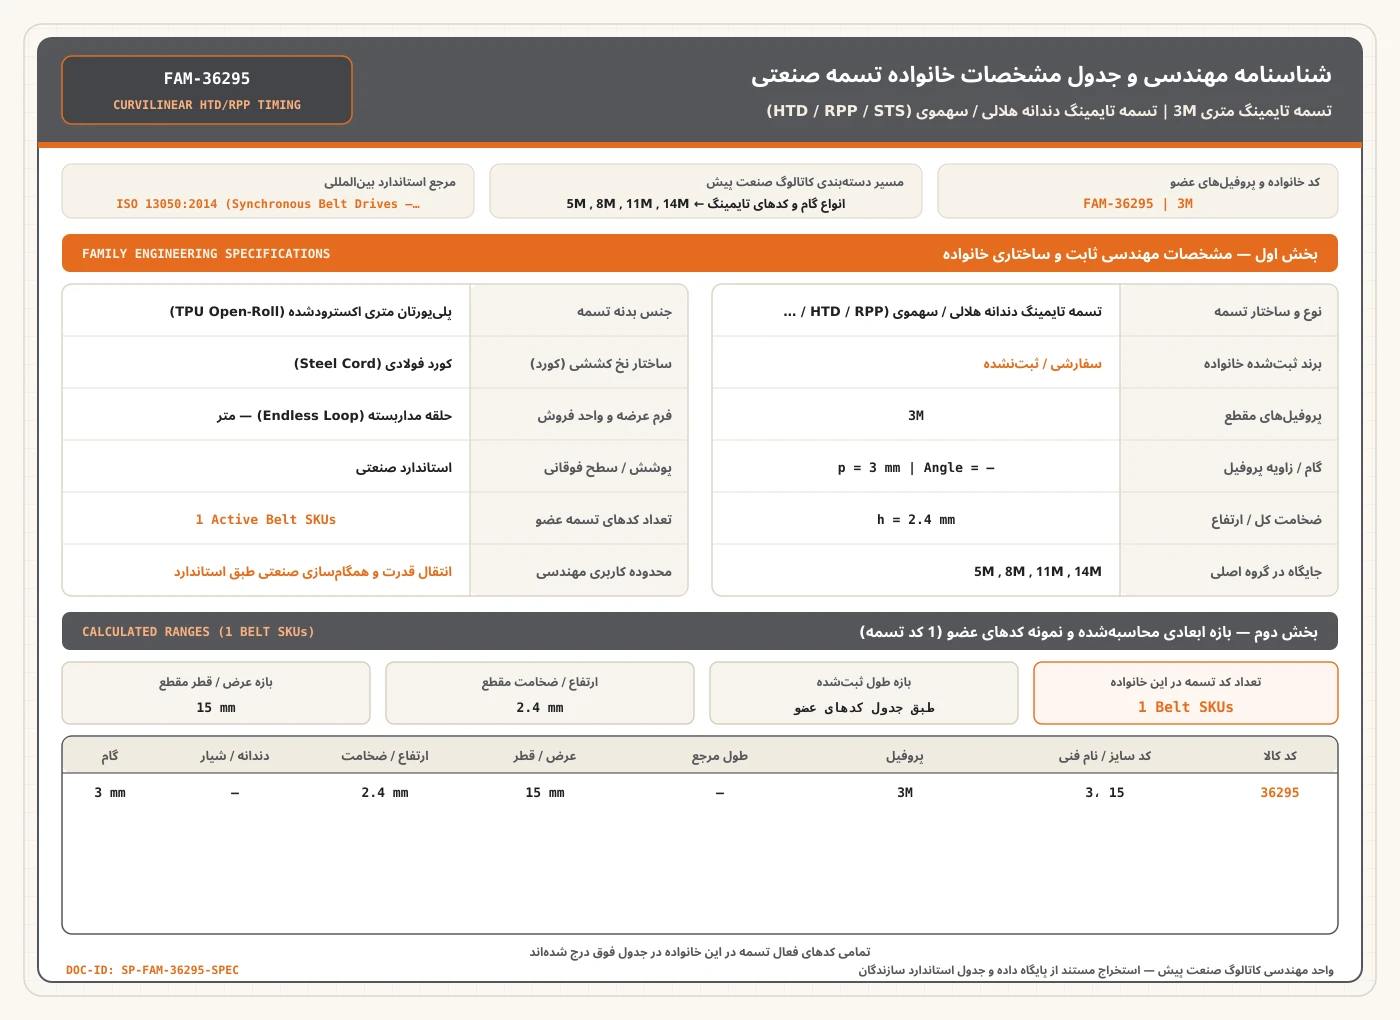 شناسنامه مهندسی و جدول مشخصات خانواده تسمه صنعتی
تسمه تایمینگ متری 3M | تسمه تایمینگ دندانه هلالی / سهموی (HTD / RPP / STS)
FAM-36295
CURVILINEAR HTD/RPP TIMING
کد خانواده و پروفیل‌های عضو
FAM-36295 | 3M
مسیر دسته‌بندی کاتالوگ صنعت پیش
انواع گام و کدهای تایمینگ ← 5M , 8M , 11M , 14M
مرجع استاندارد بین‌المللی
ISO 13050:2014 (Synchronous Belt Drives —…
بخش اول — مشخصات مهندسی ثابت و ساختاری خانواده
FAMILY ENGINEERING SPECIFICATIONS
نوع و ساختار تسمه
تسمه تایمینگ دندانه هلالی / سهموی (HTD / RPP / ...
برند ثبت‌شده خانواده
سفارشی / ثبت‌نشده
پروفیل‌های مقطع
3M
گام / زاویه پروفیل
p = 3 mm | Angle = —
ضخامت کل / ارتفاع
h = 2.4 mm
جایگاه در گروه اصلی
5M , 8M , 11M , 14M
جنس بدنه تسمه
پلی‌یورتان متری اکسترودشده (TPU Open-Roll)
ساختار نخ کششی (کورد)
کورد فولادی (Steel Cord)
فرم عرضه و واحد فروش
حلقه مداربسته (Endless Loop) — متر
پوشش / سطح فوقانی
استاندارد صنعتی
تعداد کدهای تسمه عضو
1 Active Belt SKUs
محدوده کاربری مهندسی
انتقال قدرت و همگام‌سازی صنعتی طبق استاندارد
بخش دوم — بازه ابعادی محاسبه‌شده و نمونه کدهای عضو (1 کد تسمه)
CALCULATED RANGES (1 BELT SKUs)
تعداد کد تسمه در این خانواده
1 Belt SKUs
بازه طول ثبت‌شده
طبق جدول کدهای عضو
ارتفاع / ضخامت مقطع
2.4 mm
بازه عرض / قطر مقطع
15 mm
کد کالا	کد سایز / نام فنی	پروفیل	طول مرجع	عرض / قطر	ارتفاع / ضخامت	دندانه / شیار	گام
36295	3، 15	3M	—	15 mm	2.4 mm	—	3 mm
تمامی کدهای فعال تسمه در این خانواده در جدول فوق درج شده‌اند
واحد مهندسی کاتالوگ صنعت پیش — استخراج مستند از پایگاه داده و جدول استاندارد سازندگان
DOC-ID: SP-FAM-36295-SPEC